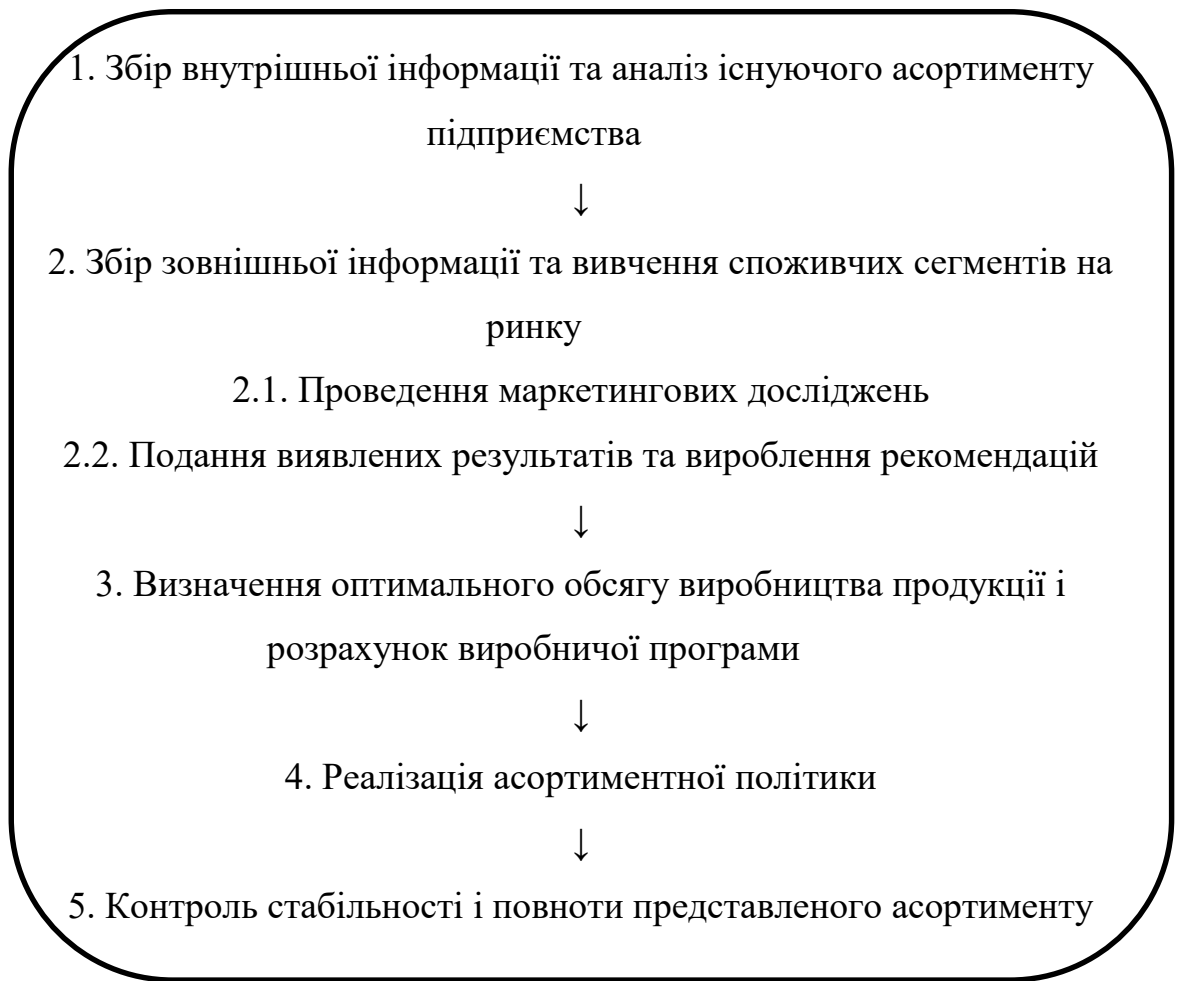 1. Збір внутрішньої інформації та аналіз існуючого асортименту
підприємства
↓
2. Збір зовнішньої інформації та вивчення споживчих сегментів на
ринку
2.1. Проведення маркетингових досліджень
2.2. Подання виявлених результатів та вироблення рекомендацій
↓
3. Визначення оптимального обсягу виробництва продукції і
розрахунок виробничої програми
↓
4. Реалізація асортиментної політики
↓
5. Контроль стабільності і повноти представленого асортименту